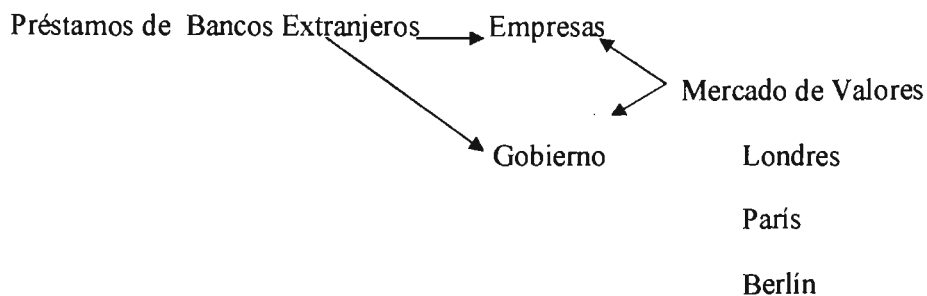 Préstamos de Bancos Extranjeros Empresas
Mercado de Valores
Gobierno Londres
París
Berlín